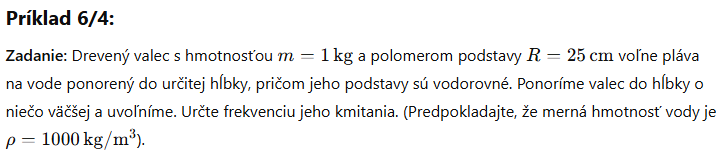 Príklad 6/4:
Zadanie: Drevený valec s hmotnosťou m = 1 kg a polomerom podstavy R = 25 cm voľne pláva
na vode ponorený do určitej hĺbky, pričom jeho podstavy sú vodorovné. Ponoríme valec do hĺbky o
niečo väčšej a uvoľníme. Určte frekvenciu jeho kmitania. (Predpokladajte, že merná hmotnosť vody je
ρ = 1000 kg/m³).